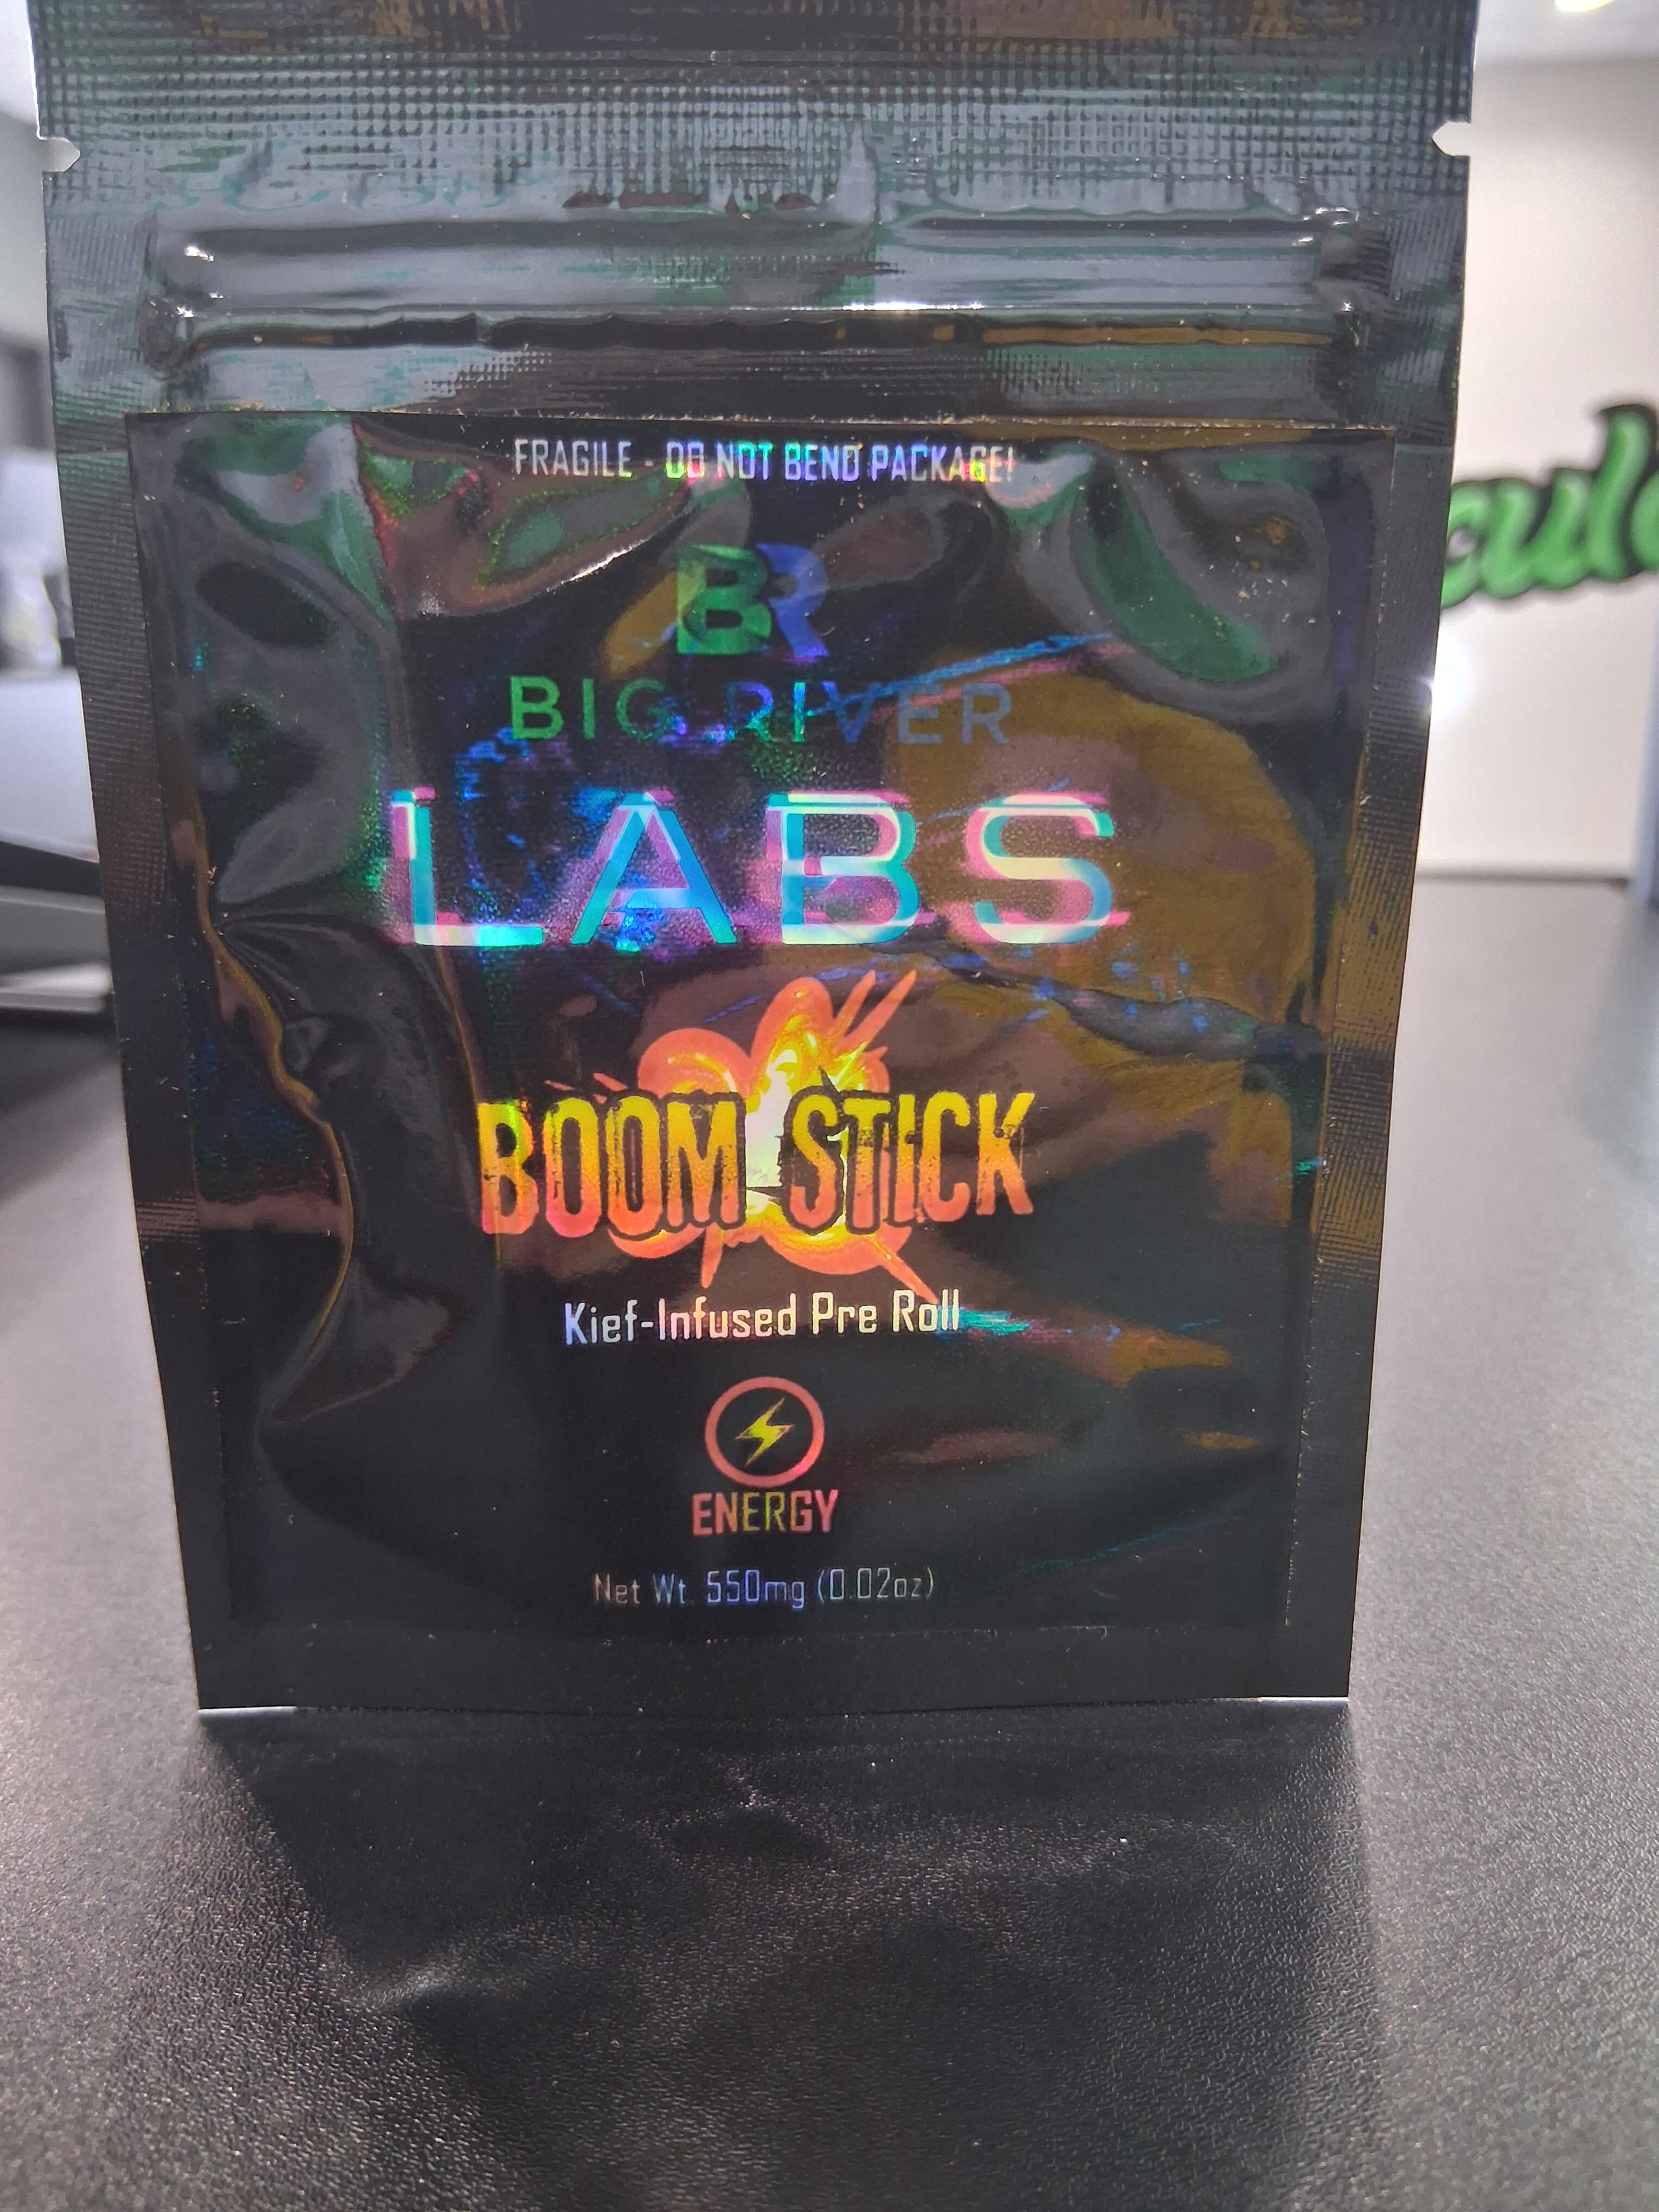 FRAGILE - DO NOT BEND PACKAGE!
BR
BIG RIVER
LABS
BOOM STICK
Kief-Infused Pre Roll
ENERGY
Net Wt. 550mg (0.02oz)